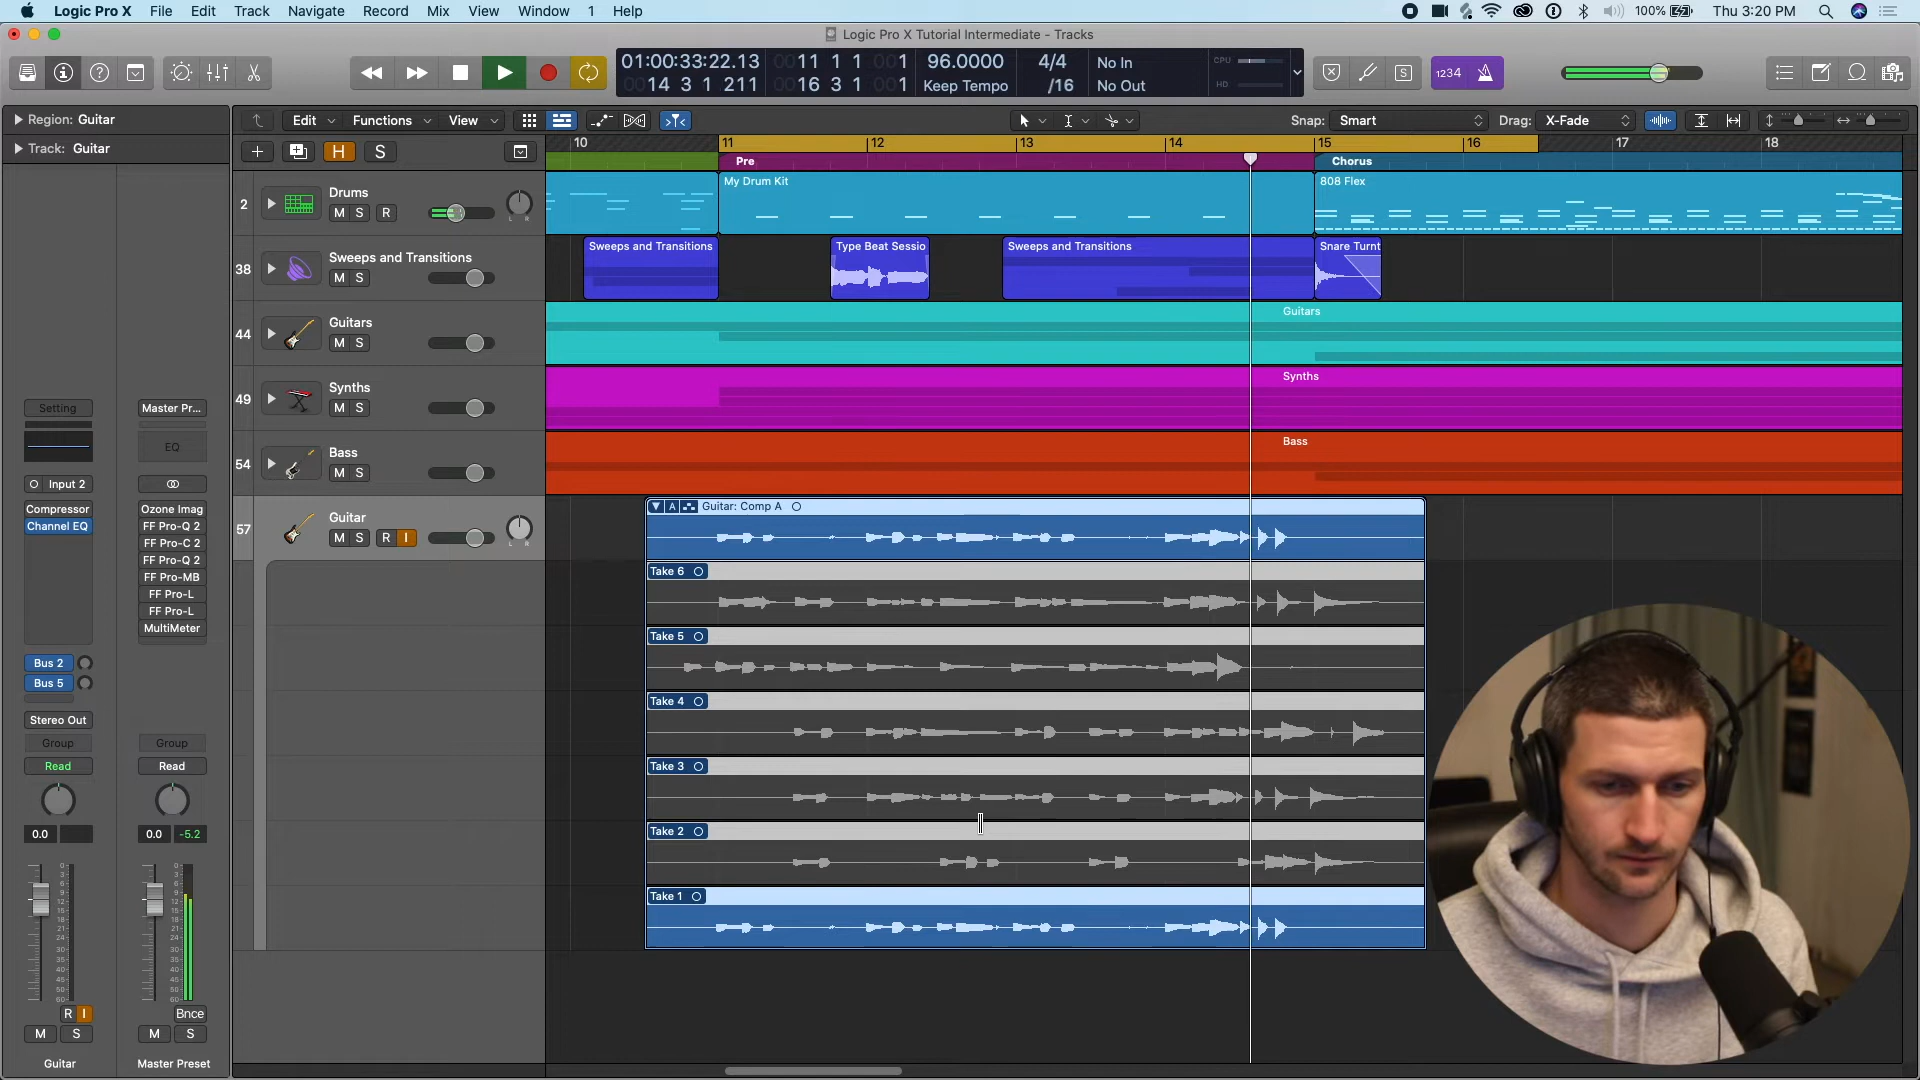 Logic Pro X File Edit Track Navigate Record Mix View Window 1 Help
100% Thu 3:20 PM
Logic Pro X Tutorial Intermediate - Tracks
01:00:33:22.13 0011 1 1 001 96.0000 4/4 No In CPU
0014 3 1 211 0016 3 1 001 Keep Tempo /16 No Out HD
1234
Region: Guitar
Edit Functions View Snap: Smart Drag: X-Fade
Track: Guitar
H S
10 11 12 13 14 15 16 17 18
Pre Chorus
2 Drums M S R
My Drum Kit 808 Flex
38 Sweeps and Transitions M S
Sweeps and Transitions Type Beat Sessio Sweeps and Transitions Snare Turnt
44 Guitars M S
Guitars
49 Synths M S
Synths
54 Bass M S
Bass
57 Guitar M S R I
A Guitar: Comp A
Take 6
Take 5
Take 4
Take 3
Take 2
Take 1
Setting Master Pr...
EQ
Input 2
Compressor Ozone Imag
Channel EQ FF Pro-Q 2
FF Pro-C 2
FF Pro-Q 2
FF Pro-MB
FF Pro-L
FF Pro-L
MultiMeter
Bus 2
Bus 5
Stereo Out
Group Group
Read Read
0.0 0.0 -5.2
R I Bnce
M S M S
Guitar Master Preset